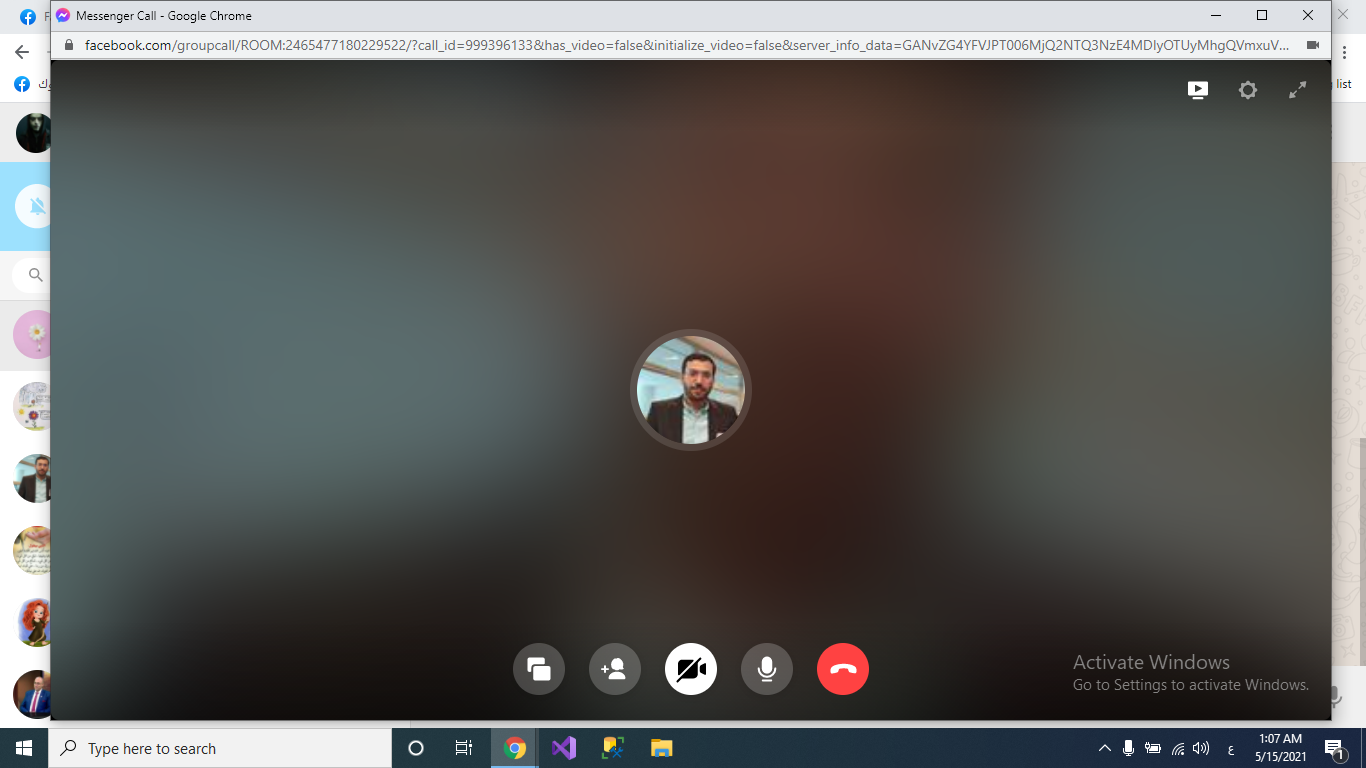 Messenger Call - Google Chrome
facebook.com/groupcall/ROOM:2465477180229522/?call_id=999396133&has_video=false&initialize_video=false&server_info_data=GANvZG4YFVJPT006MjQ2NTQ3NzE4MDIyOTUyMhgQVmxuV...
وك
list
Activate Windows
Go to Settings to activate Windows.
Type here to search
ع
1:07 AM
5/15/2021
1